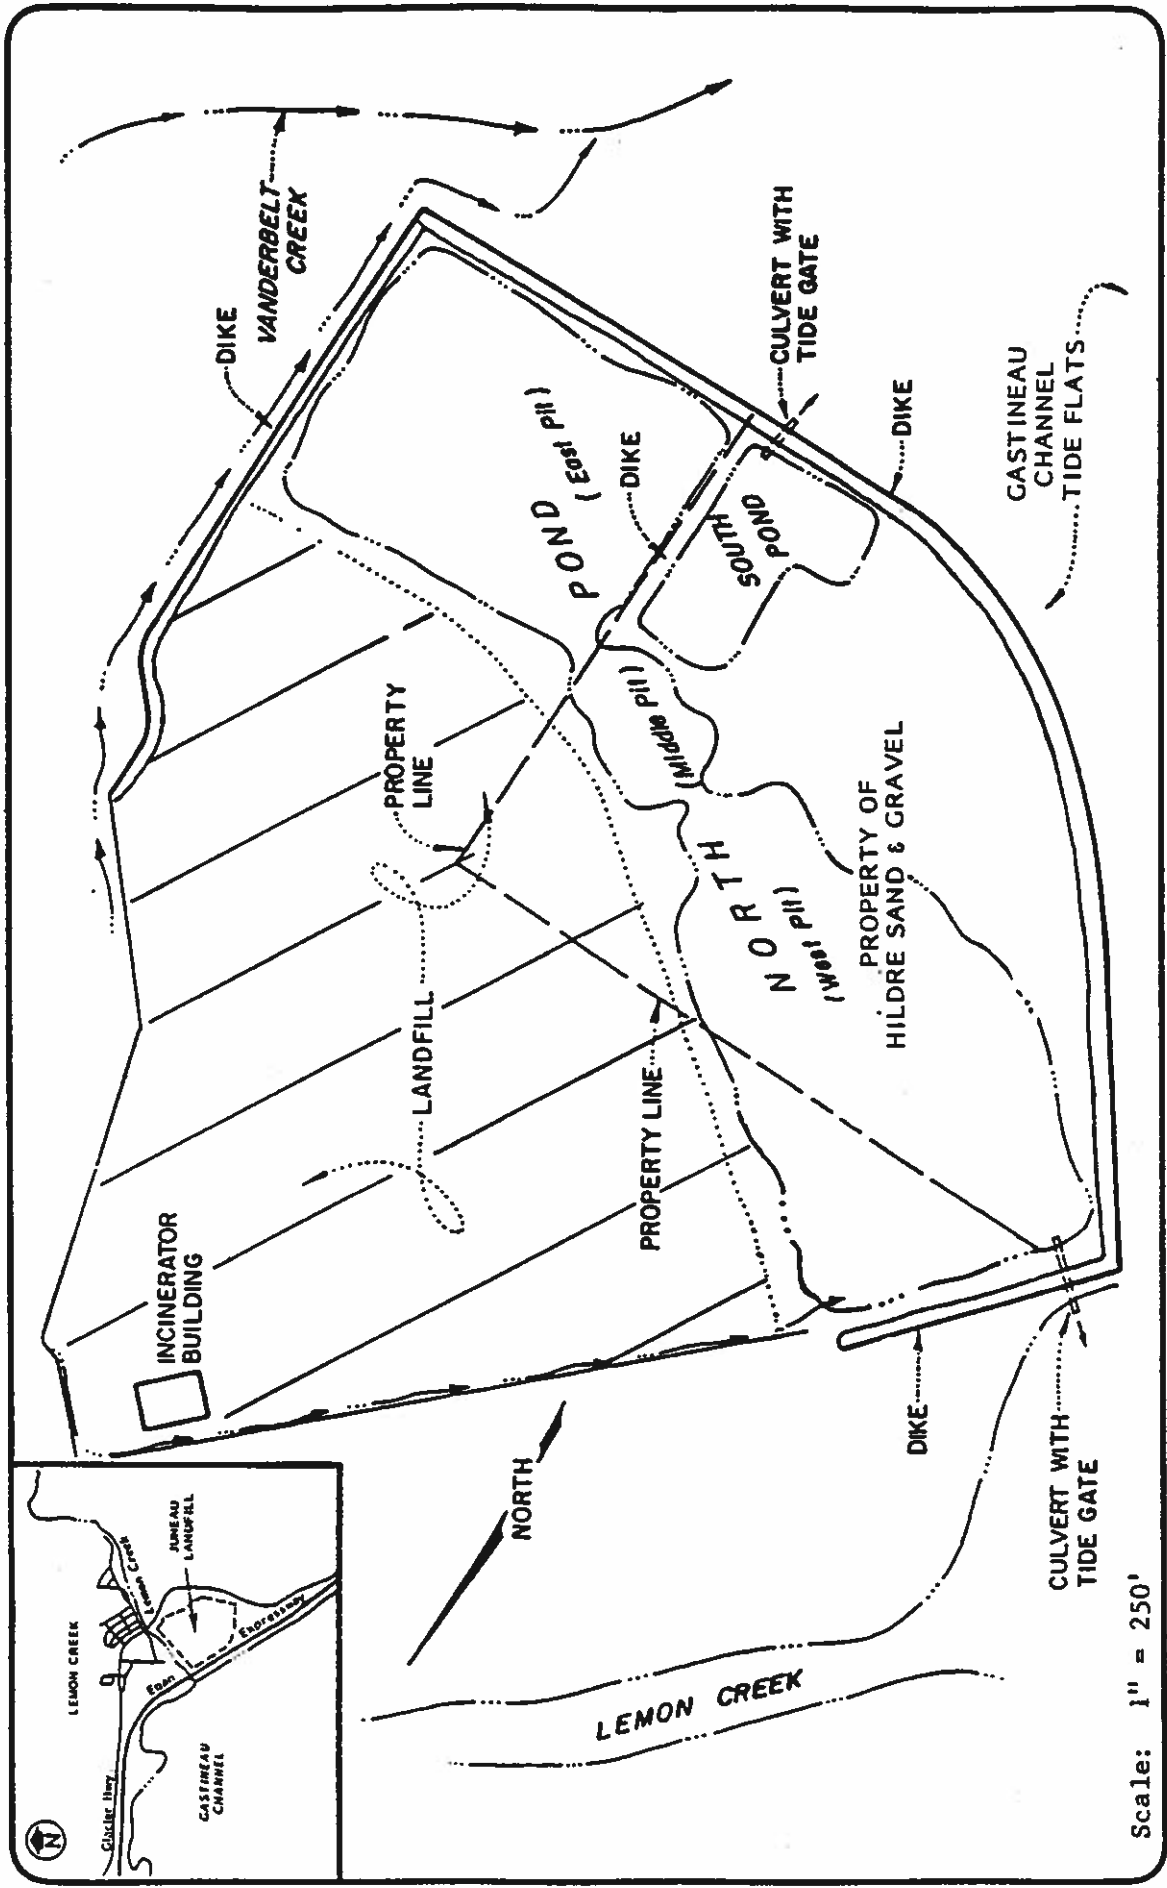 VANDERBELT
CREEK
DIKE
CULVERT WITH
TIDE GATE
DIKE
GASTINEAU
CHANNEL
TIDE FLATS
POND
(East Pit)
DIKE
SOUTH
POND
PROPERTY
LINE
(Middle Pit)
NORTH
(West Pit)
PROPERTY OF
HILDRE SAND & GRAVEL
LANDFILL
PROPERTY LINE
INCINERATOR
BUILDING
NORTH
DIKE
CULVERT WITH
TIDE GATE
LEMON CREEK
Scale: 1" = 250'
N
LEMON CREEK
Lemon Creek
JUNEAU
LANDFILL
Glacier Hwy
Egan Expressway
GASTINEAU
CHANNEL